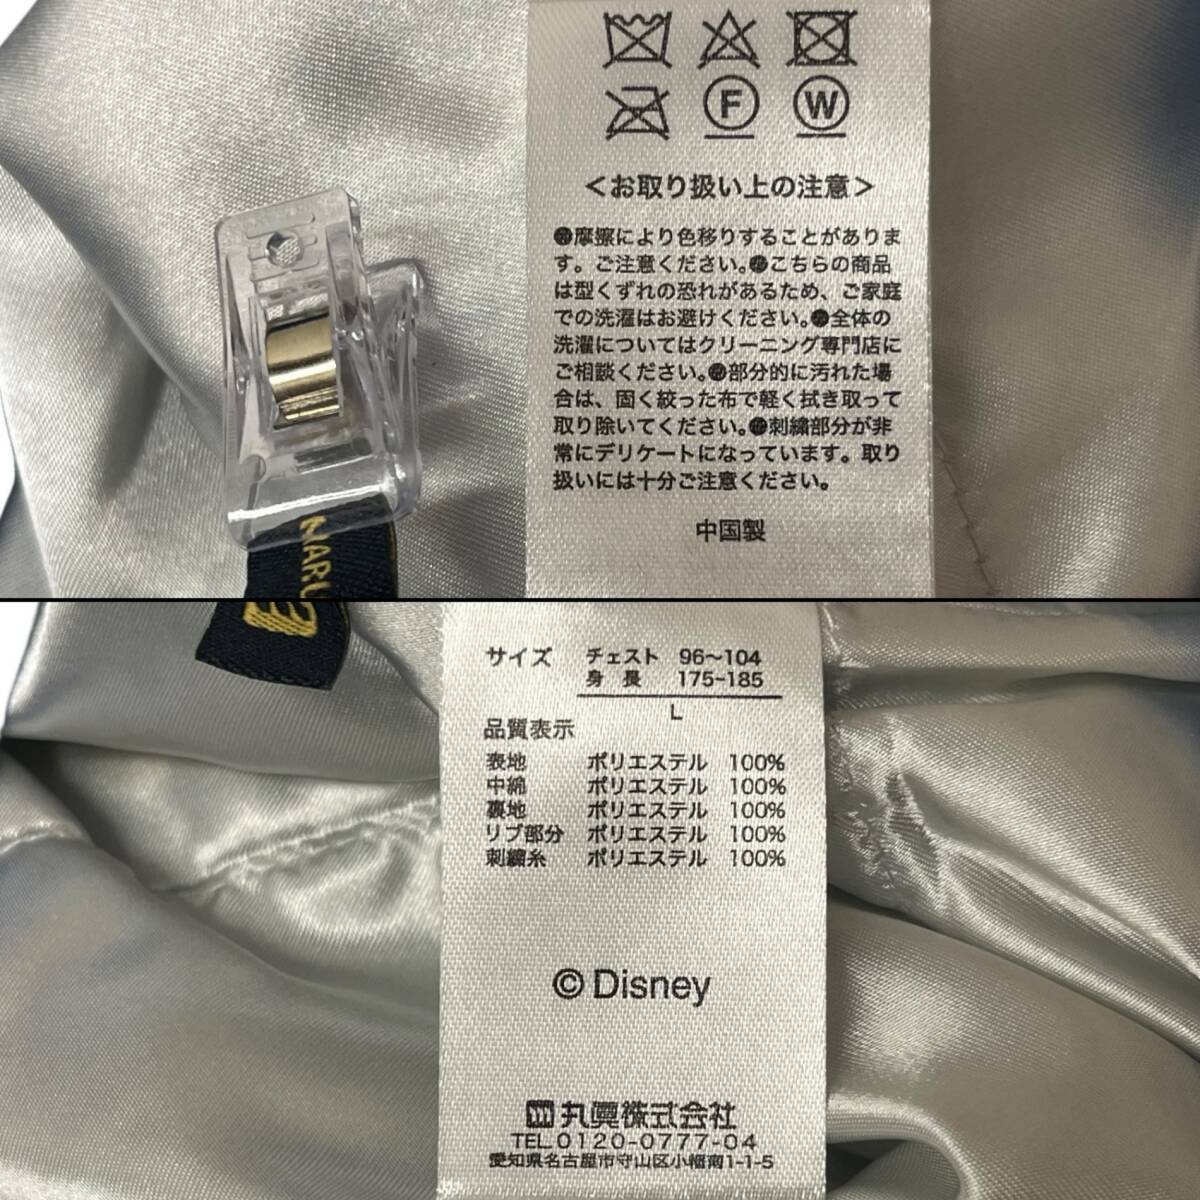 F W
＜お取り扱い上の注意＞
●摩擦により色移りすることがありま
す。ご注意ください。●こちらの商品
は型くずれの恐れがあるため、ご家庭
での洗濯はお避けください。●全体の
洗濯についてはクリーニング専門店に
ご相談ください。●部分的に汚れた場
合は、固く絞った布で軽く拭き取って
取り除いてください。●刺繍部分が非
常にデリケートになっています。取り
扱いには十分ご注意ください。
中国製
サイズ チェスト 96～104
身長 175-185
L
品質表示
表地 ポリエステル 100%
中綿 ポリエステル 100%
裏地 ポリエステル 100%
リブ部分 ポリエステル 100%
刺繍糸 ポリエステル 100%
© Disney
丸眞株式会社
TEL.0120-0777-04
愛知県名古屋市守山区小幡南1-1-5